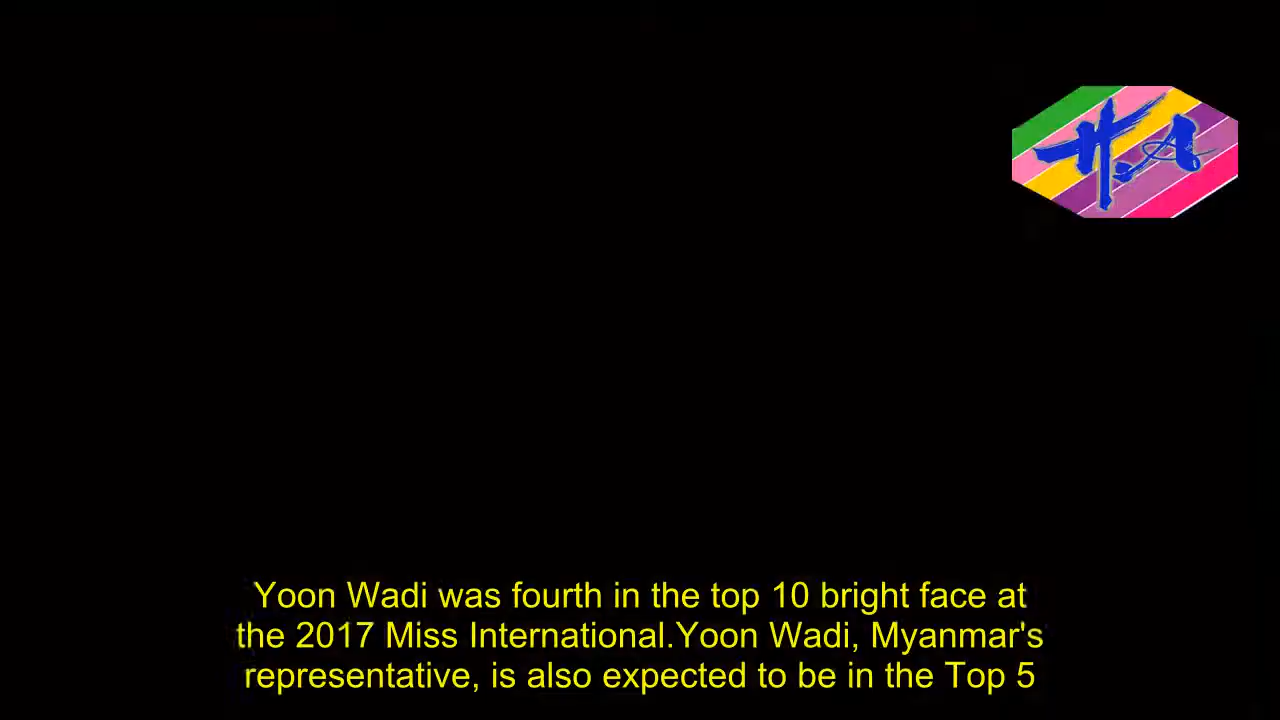 H.A
Yoon Wadi was fourth in the top 10 bright face at
the 2017 Miss International.Yoon Wadi, Myanmar's
representative, is also expected to be in the Top 5